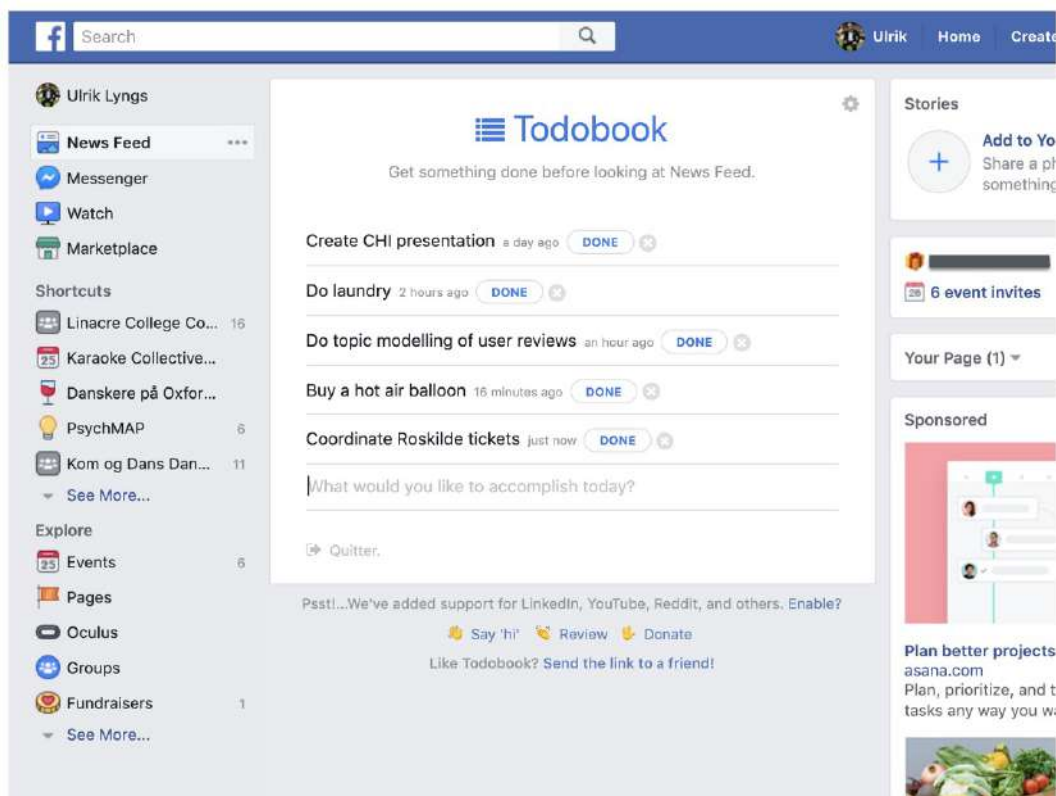 Search
Ulrik Home Create
Ulrik Lyngs
News Feed
Messenger
Watch
Marketplace
Shortcuts
Linacre College Co... 16
25 Karaoke Collective...
Danskere på Oxfor...
PsychMAP 6
Kom og Dans Dan... 11
See More...
Explore
25 Events 6
Pages
Oculus
Groups
Fundraisers 1
See More...
Todobook
Get something done before looking at News Feed.
Create CHI presentation a day ago DONE
Do laundry 2 hours ago DONE
Do topic modelling of user reviews an hour ago DONE
Buy a hot air balloon 16 minutes ago DONE
Coordinate Roskilde tickets just now DONE
What would you like to accomplish today?
Quitter.
Psst!...We've added support for LinkedIn, YouTube, Reddit, and others. Enable?
Say 'hi' Review Donate
Like Todobook? Send the link to a friend!
Stories
Add to Yo
Share a ph
something
6 event invites
Your Page (1)
Sponsored
Plan better projects
asana.com
Plan, prioritize, and t
tasks any way you wa